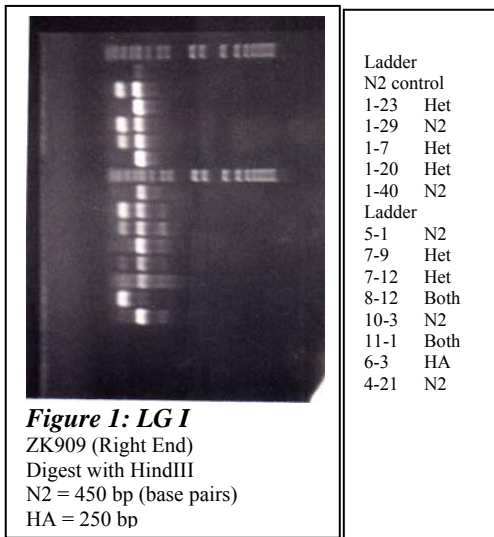 Figure 1: LG I
ZK909 (Right End)
Digest with HindIII
N2 = 450 bp (base pairs)
HA = 250 bp
Ladder
N2 control
1-23 Het
1-29 N2
1-7 Het
1-20 Het
1-40 N2
Ladder
5-1 N2
7-9 Het
7-12 Het
8-12 Both
10-3 N2
11-1 Both
6-3 HA
4-21 N2